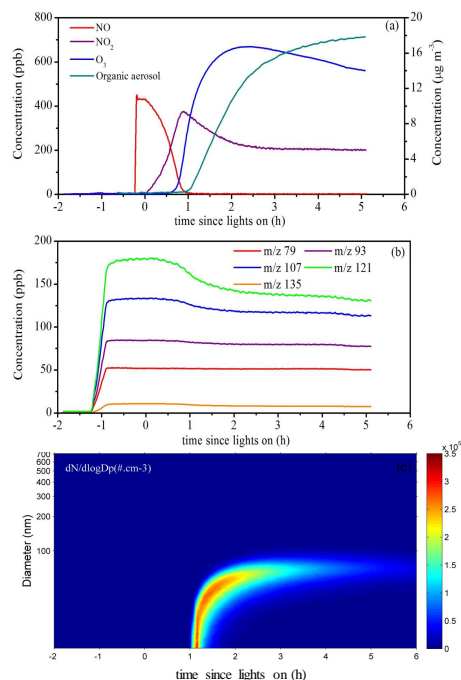 (a)
NO
NO2
O3
Organic aerosol
Concentration (ppb)
Concentration (µg m-3)
800
600
400
200
0
20
16
12
8
4
0
-2 -1 0 1 2 3 4 5 6
time since lights on (h)
(b)
m/z 79 m/z 93
m/z 107 m/z 121
m/z 135
Concentration (ppb)
200
150
100
50
0
-2 -1 0 1 2 3 4 5 6
time since lights on (h)
dN/dlogDp(#.cm-3)
(c)
x 10^5
Diameter (nm)
700
500
400
300
200
100
3.5
3
2.5
2
1.5
1
0.5
0
-2 -1 0 1 2 3 4 5 6
time since lights on (h)